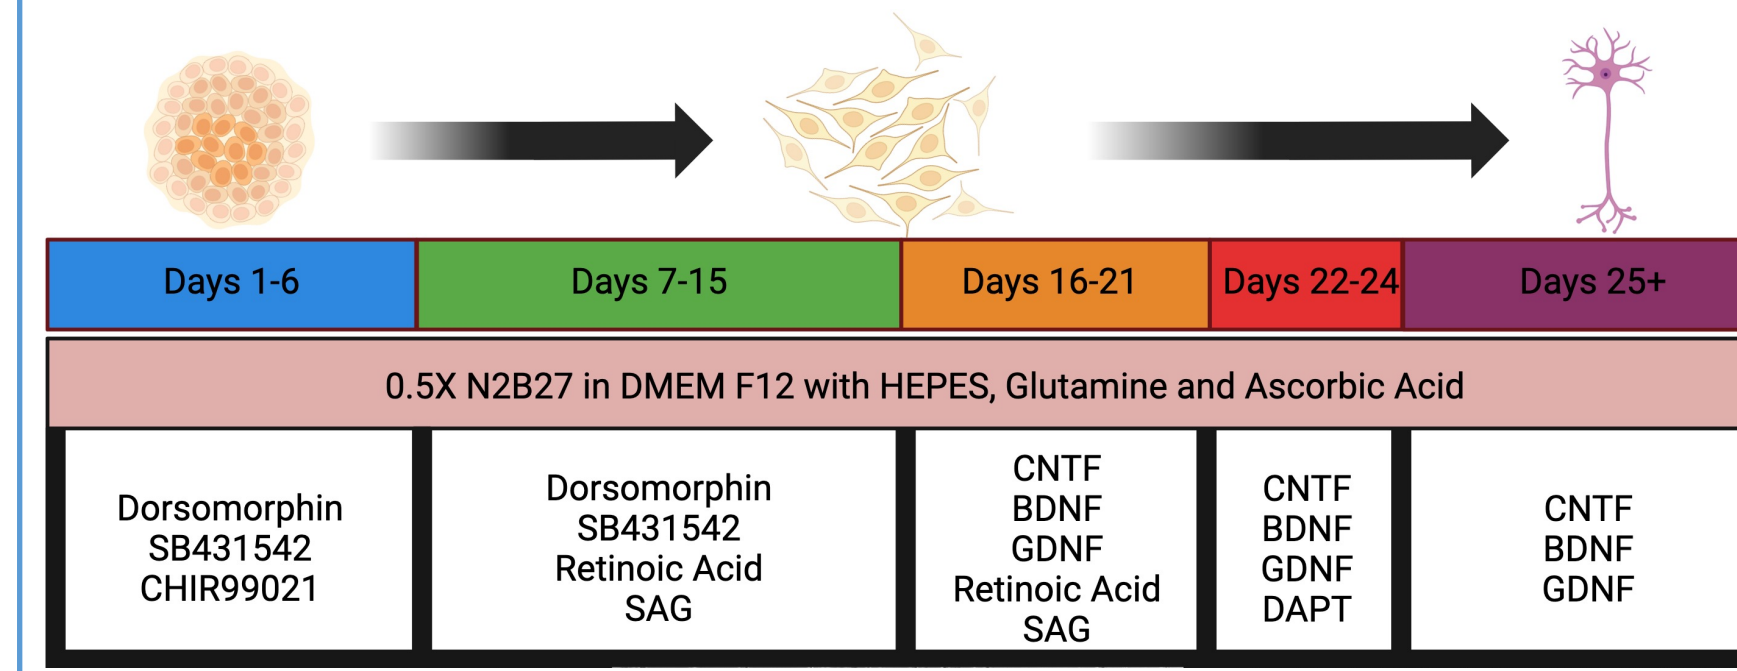 Days 1-6
Days 7-15
Days 16-21
Days 22-24
Days 25+
0.5X N2B27 in DMEM F12 with HEPES, Glutamine and Ascorbic Acid
Dorsomorphin
SB431542
CHIR99021
Dorsomorphin
SB431542
Retinoic Acid
SAG
CNTF
BDNF
GDNF
Retinoic Acid
SAG
CNTF
BDNF
GDNF
DAPT
CNTF
BDNF
GDNF